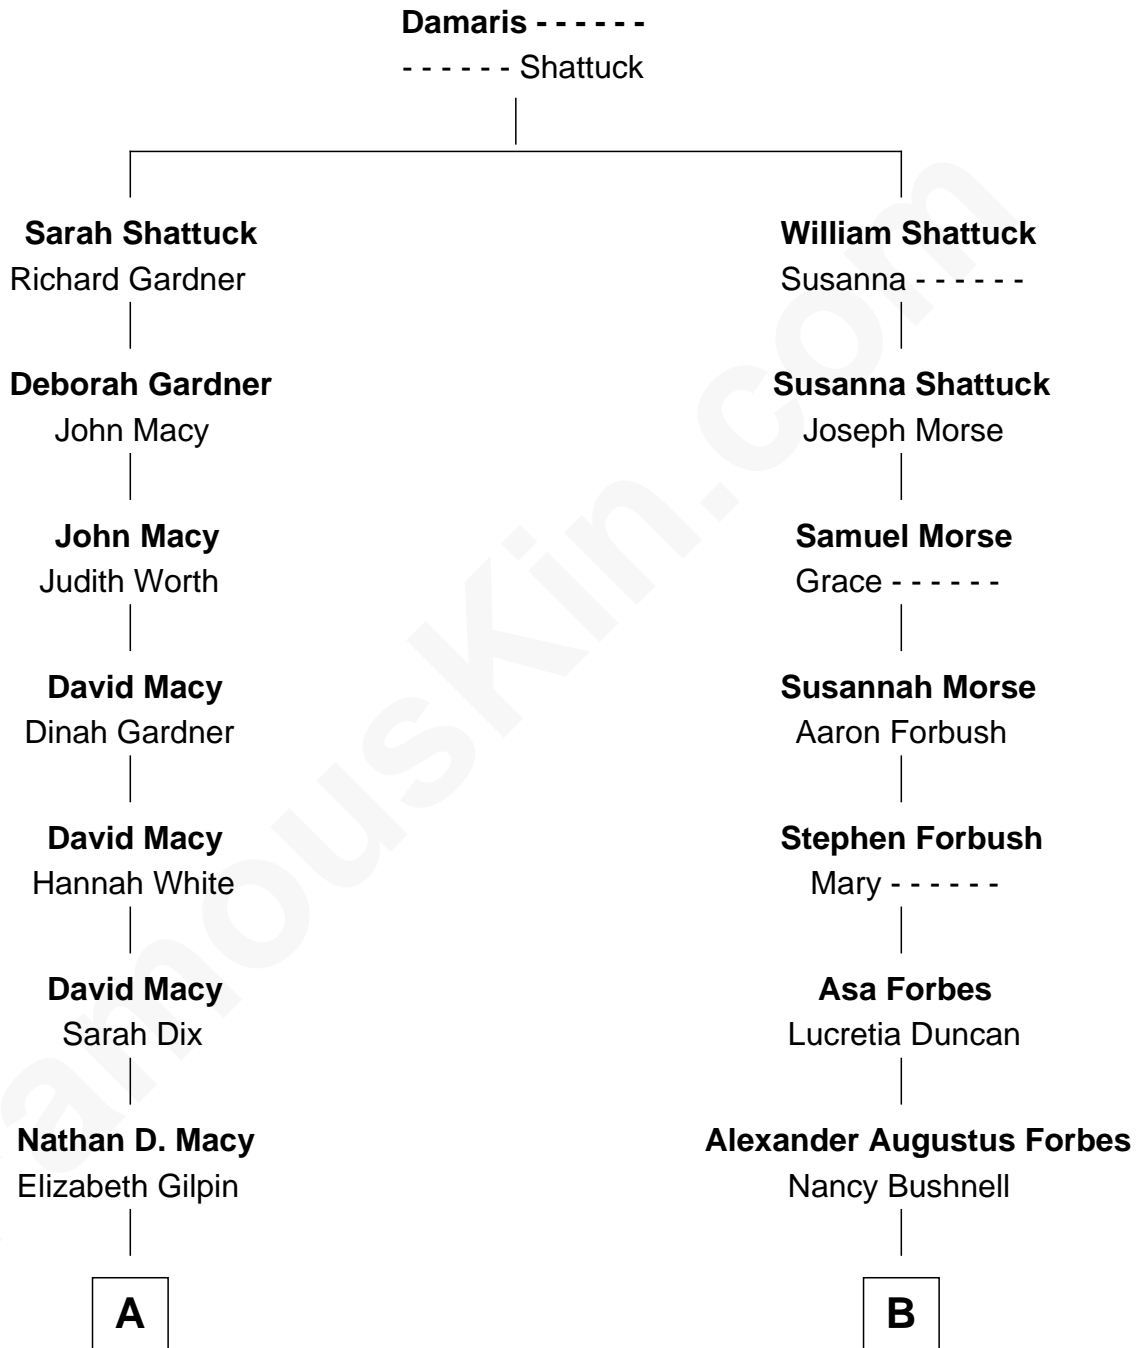 Damaris - - - - - -
- - - - - - Shattuck
Sarah Shattuck
Richard Gardner
William Shattuck
Susanna - - - - - -
Deborah Gardner
John Macy
Susanna Shattuck
Joseph Morse
John Macy
Judith Worth
Samuel Morse
Grace - - - - - -
David Macy
Dinah Gardner
Susannah Morse
Aaron Forbush
David Macy
Hannah White
Stephen Forbush
Mary - - - - - -
David Macy
Sarah Dix
Asa Forbes
Lucretia Duncan
Nathan D. Macy
Elizabeth Gilpin
Alexander Augustus Forbes
Nancy Bushnell
A
B
famouskin.com